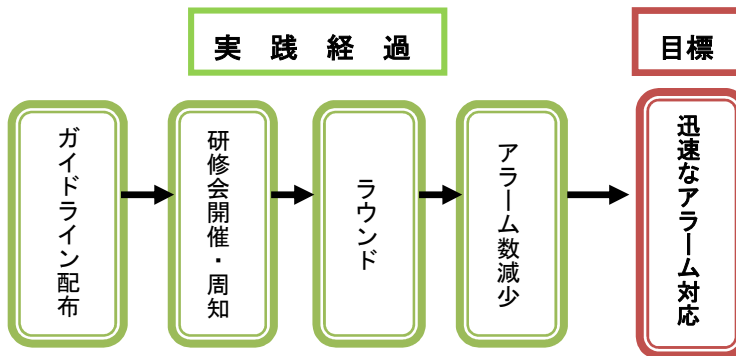 実践経過
目標
ガイドライン配布
研修会開催・周知
ラウンド
アラーム数減少
迅速なアラーム対応